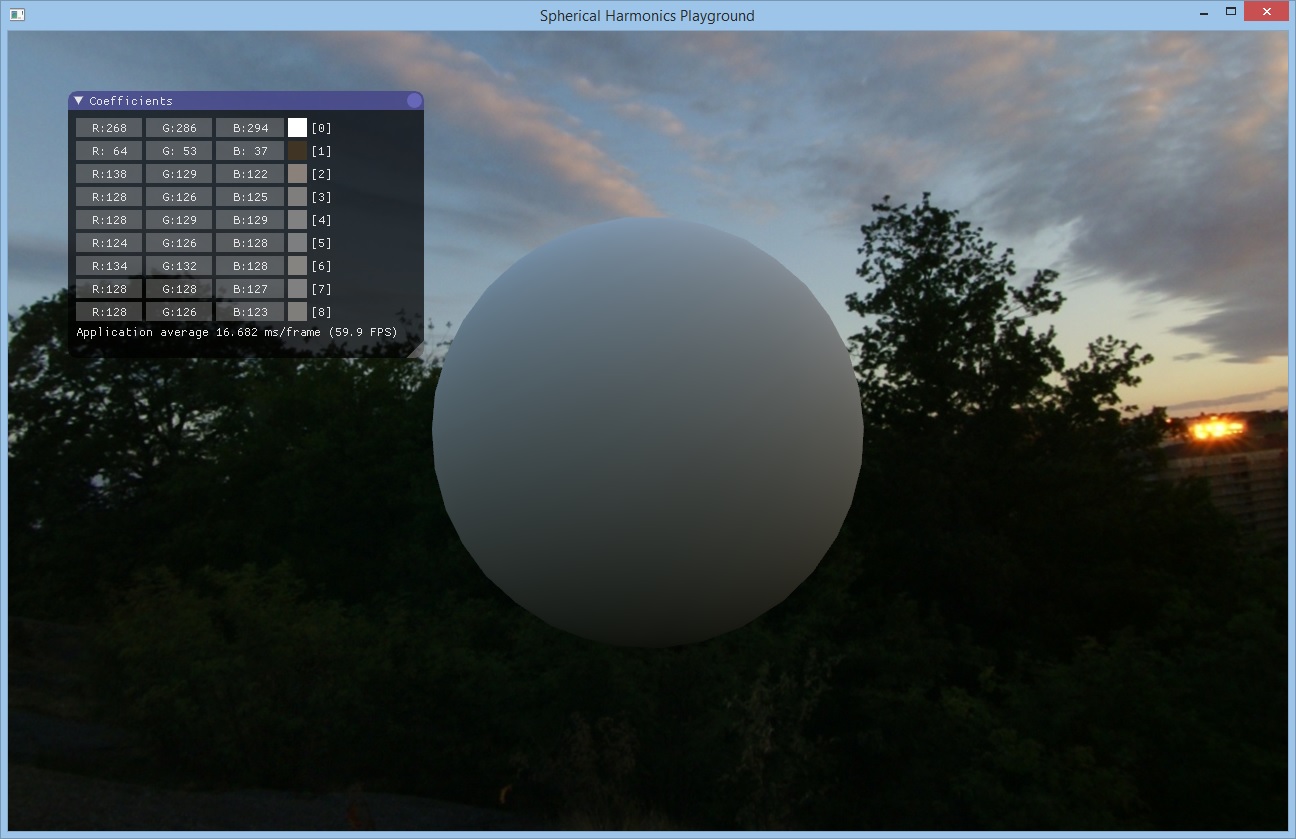 Spherical Harmonics Playground
Coefficients
R:268 G:286 B:294 [0]
R: 64 G: 53 B: 37 [1]
R:138 G:129 B:122 [2]
R:128 G:126 B:125 [3]
R:128 G:129 B:129 [4]
R:124 G:126 B:128 [5]
R:134 G:132 B:128 [6]
R:128 G:128 B:127 [7]
R:128 G:126 B:123 [8]
Application average 16.682 ms/frame (59.9 FPS)